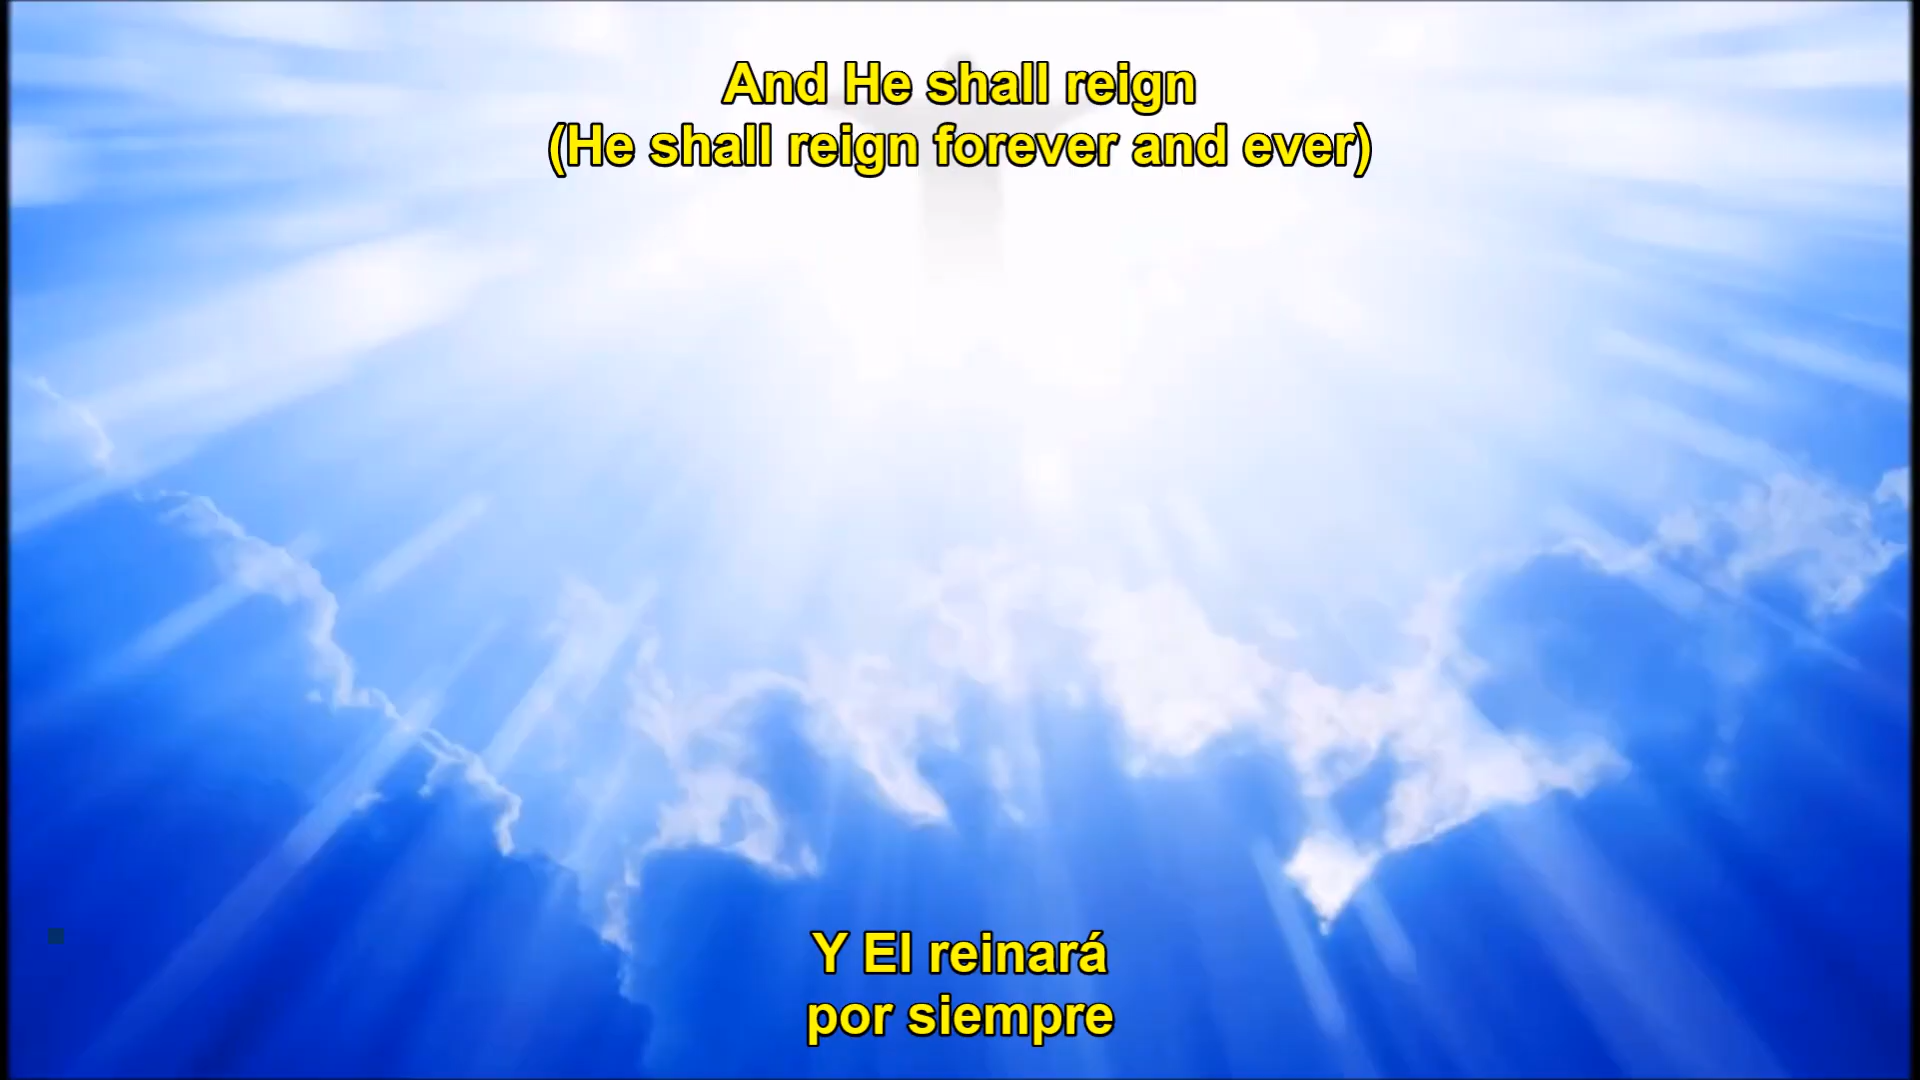 And He shall reign
(He shall reign forever and ever)
Y El reinará
por siempre